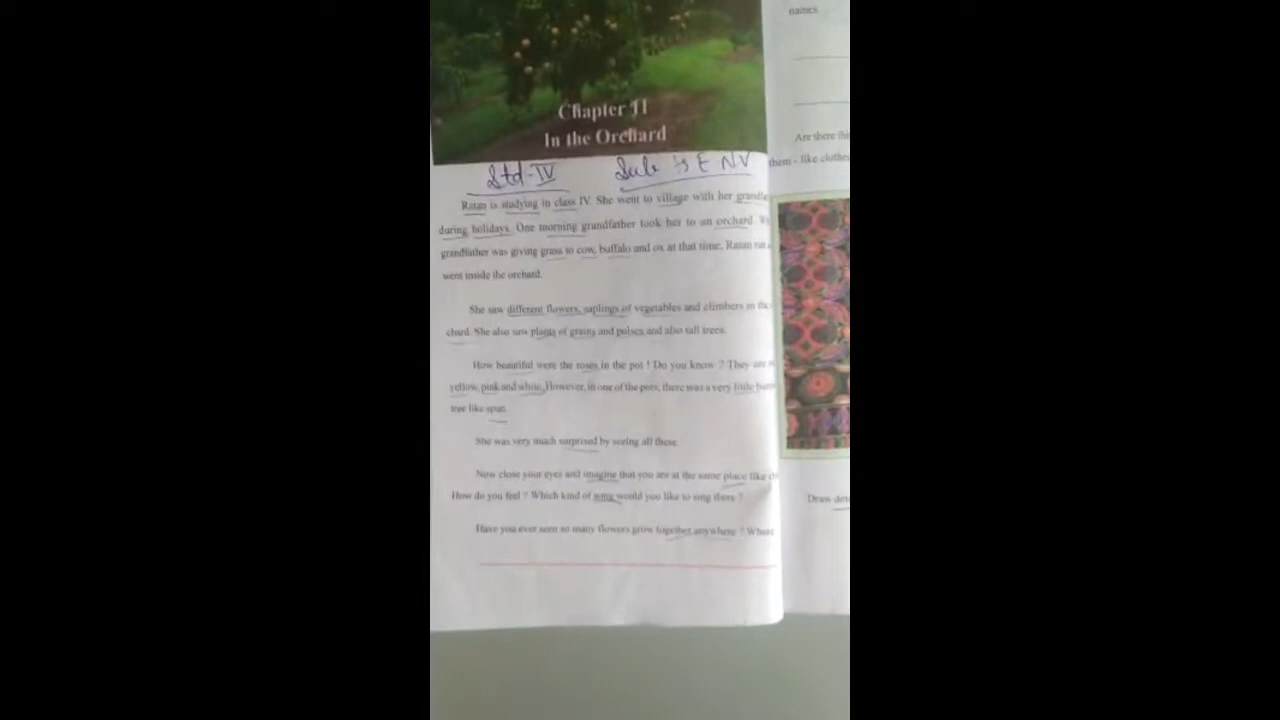 Chapter 11
In the Orchard
Std-IV Sub is ENV
Ratan is studying in class IV. She went to village with her
during holidays. One morning grandfather took her to an orchard.
grandfather was giving grass to cow, buffalo and ox at that time. Ratan
went inside the orchard.
She saw different flowers, saplings of vegetables and climbers in the
chard. She also saw plants of grains and pulses and also tall trees.
How beautiful were the roses in the pot ! Do you know ? They are
yellow, pink and white. However, in one of the pots, there was a very little
tree like spun.
She was very much surprised by seeing all these.
Now close your eyes and imagine that you are at the same place like
How do you feel ? Which kind of song would you like to sing there ?
Have you ever seen so many flowers grow together anywhere ? Where
names
Are there
them - like
Draw